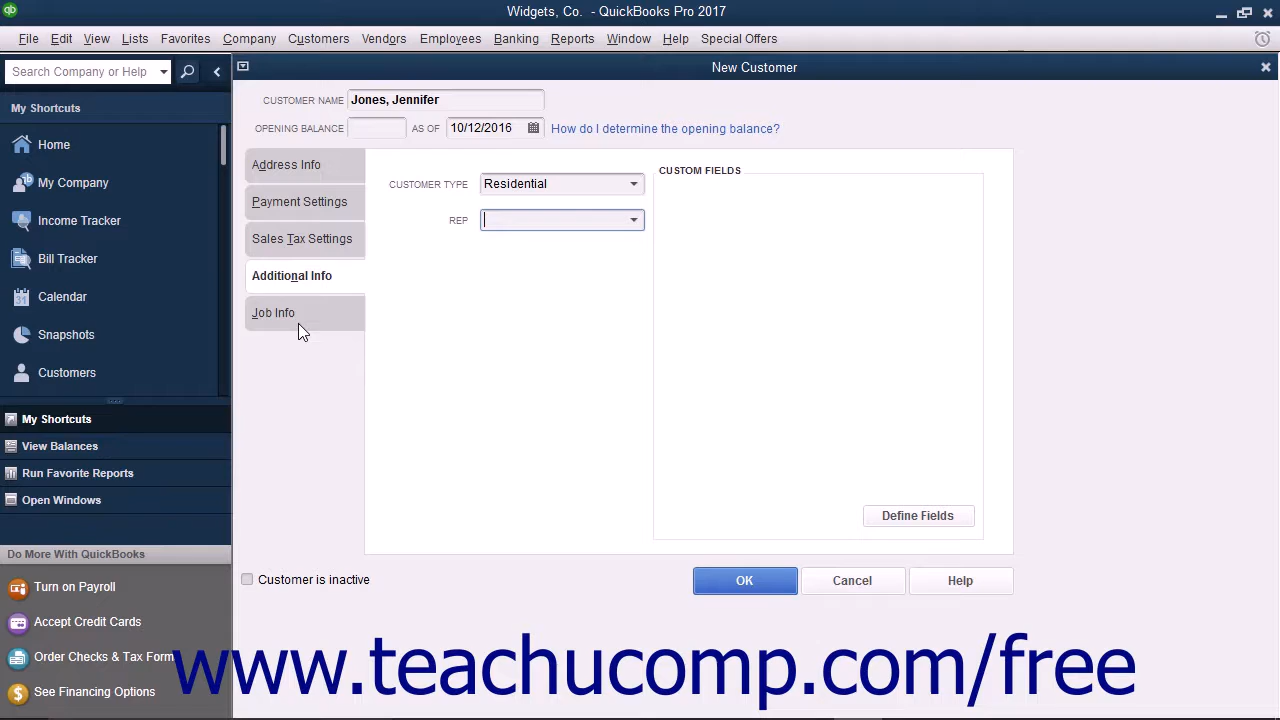 Widgets, Co. - QuickBooks Pro 2017
File Edit View Lists Favorites Company Customers Vendors Employees Banking Reports Window Help Special Offers
Search Company or Help
New Customer
My Shortcuts
Home
My Company
Income Tracker
Bill Tracker
Calendar
31
Snapshots
Customers
My Shortcuts
View Balances
Run Favorite Reports
Open Windows
Do More With QuickBooks
Turn on Payroll
Accept Credit Cards
Order Checks & Tax Form
See Financing Options
CUSTOMER NAME Jones, Jennifer
OPENING BALANCE AS OF 10/12/2016 How do I determine the opening balance?
Address Info
Payment Settings
Sales Tax Settings
Additional Info
Job Info
CUSTOMER TYPE Residential
REP
CUSTOM FIELDS
Define Fields
Customer is inactive
OK Cancel Help
www.teachucomp.com/free